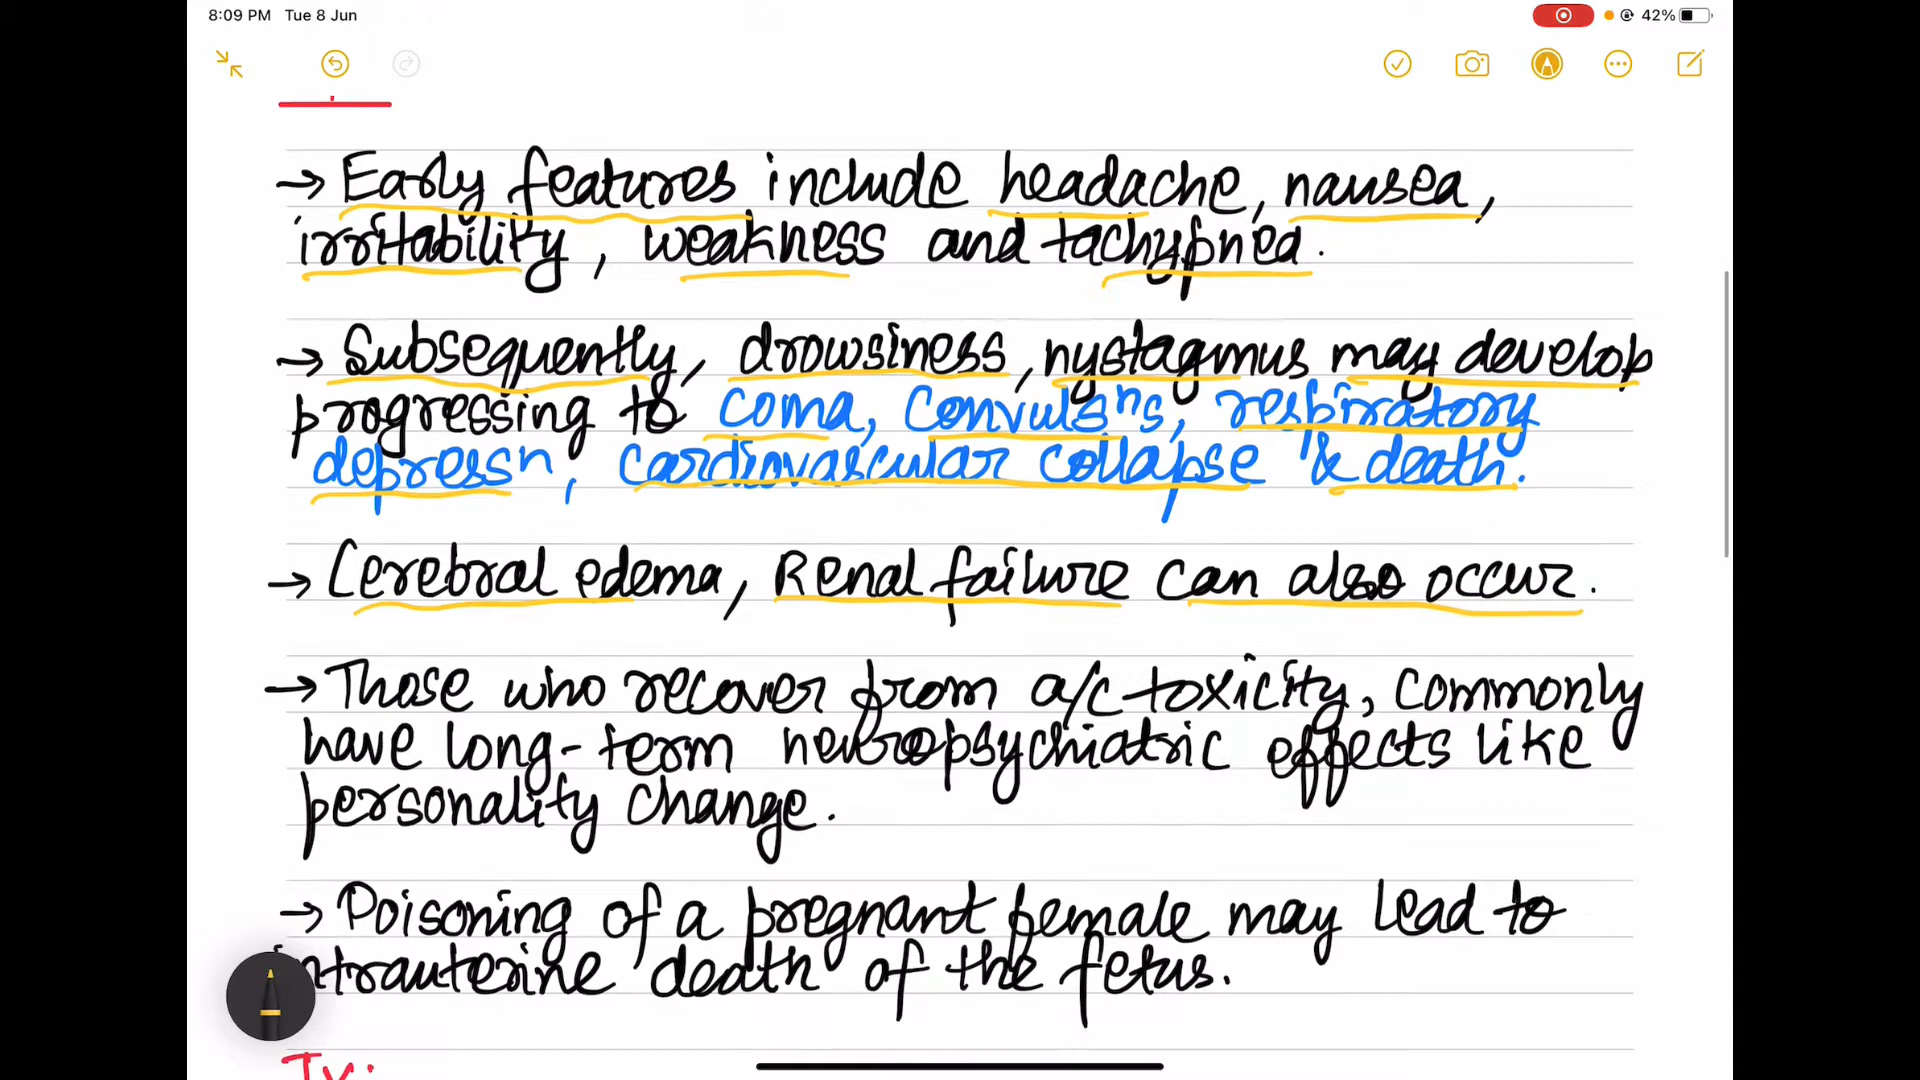 8:09 PM Tue 8 Jun 42%
→ Early features include headache, nausea,
irritability, weakness and tachypnea.
→ Subsequently, drowsiness, nystagmus may develop
progressing to coma, Convulsⁿs, respiratory
depressn, cardiovascular collapse & death.
→ Cerebral edema, Renal failure can also occur.
→ Those who recover from a/c toxicity, commonly
have long-term neuropsychiatric effects like
personality change.
→ Poisoning of a pregnant female may lead to
intrauterine death of the fetus.